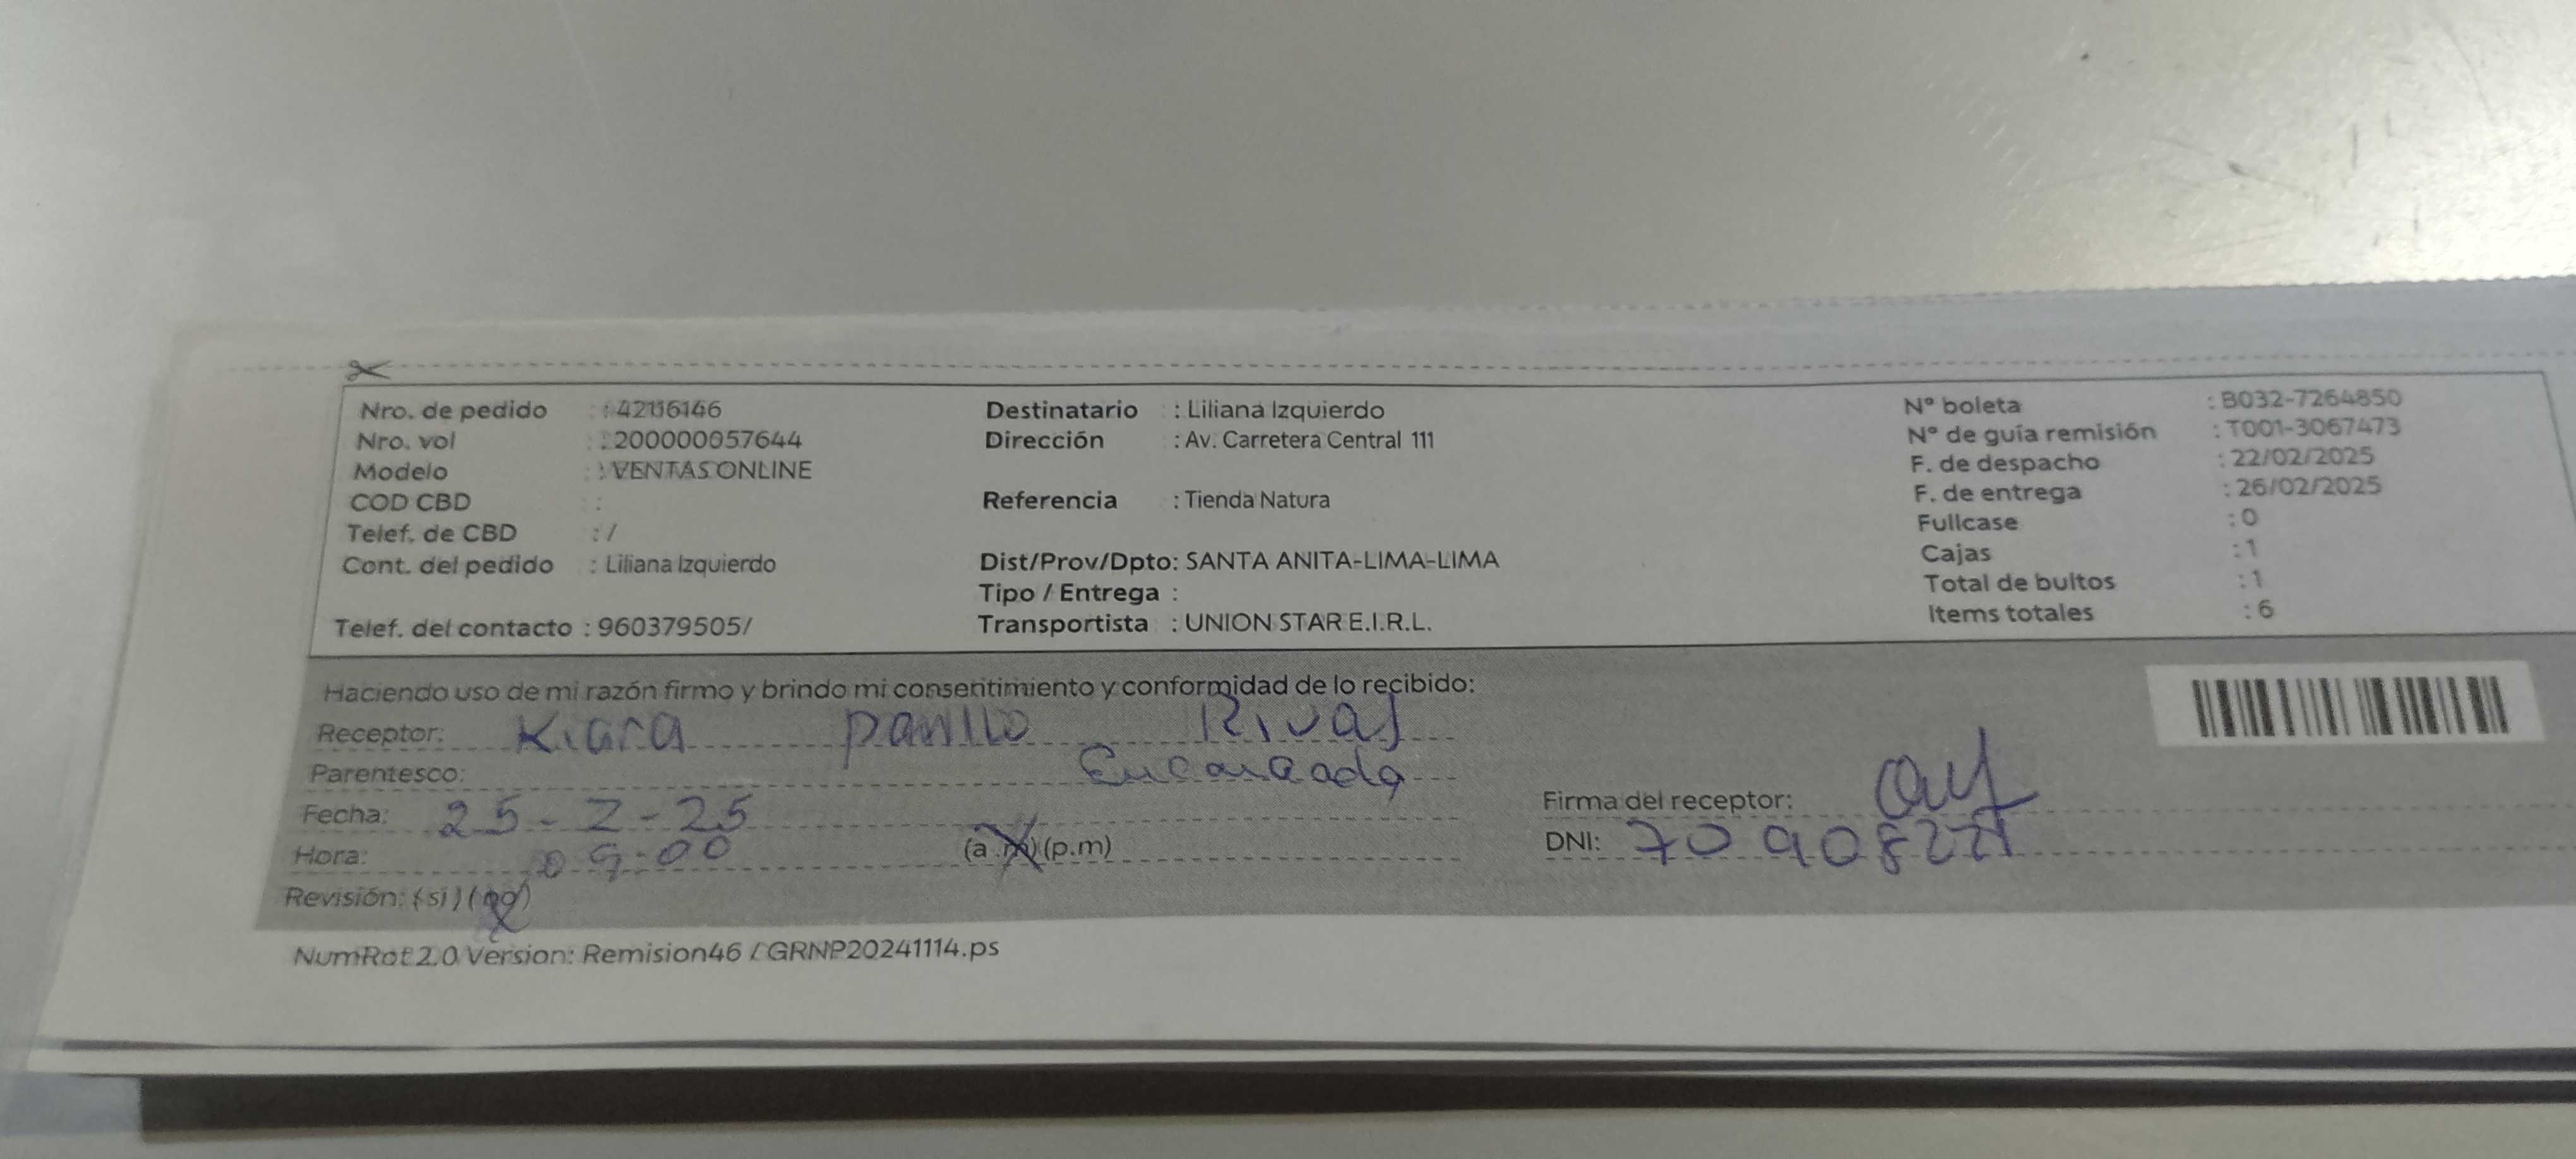 Nro. de pedido : 42116146
Nro. vol : 200000057644
Modelo : VENTAS ONLINE
COD CBD :
Telef. de CBD : /
Cont. del pedido : Liliana Izquierdo
Telef. del contacto : 960379505/
Destinatario : Liliana Izquierdo
Dirección : Av. Carretera Central 111
Referencia : Tienda Natura
Dist/Prov/Dpto: SANTA ANITA-LIMA-LIMA
Tipo / Entrega :
Transportista : UNION STAR E.I.R.L.
N° boleta : B032-7264850
N° de guía remisión : T001-3067473
F. de despacho : 22/02/2025
F. de entrega : 26/02/2025
Fullcase : 0
Cajas : 1
Total de bultos : 1
Items totales : 6
Haciendo uso de mi razón firmo y brindo mi consentimiento y conformidad de lo recibido:
Receptor: Kiara Rivas
Parentesco: Encargada
Fecha: 25-2-25
Hora: 09:00 (a.m)(p.m)
Revisión: (si) (no)
Firma del receptor:
DNI:
NumRot2.0 Version: Remision46 / GRNP20241114.ps